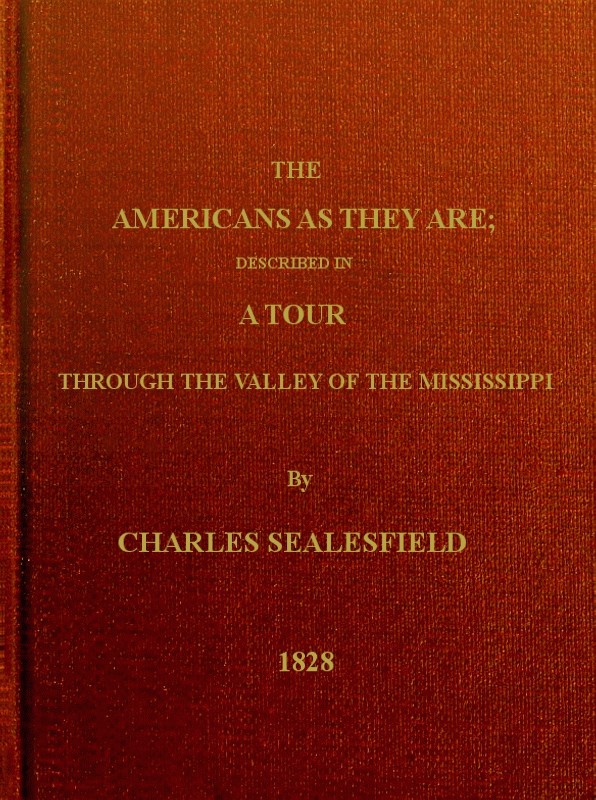 THE
AMERICANS AS THEY ARE;
DESCRIBED IN
A TOUR
THROUGH THE VALLEY OF THE MISSISSIPPI
By
CHARLES SEALESFIELD
1828